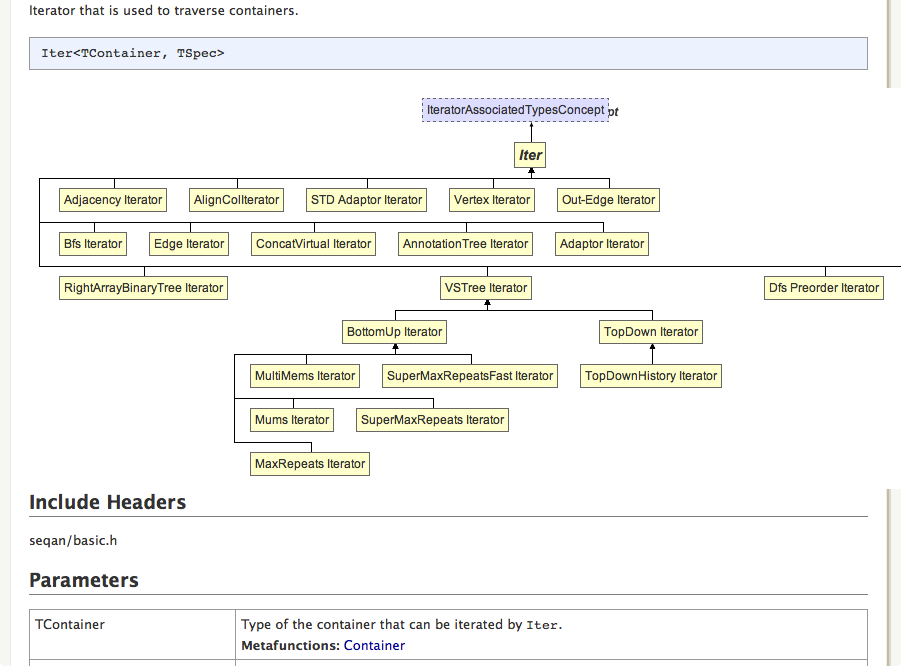 Iterator that is used to traverse containers.
Iter<TContainer, TSpec>
IteratorAssociatedTypesConcept pt
Iter
Adjacency Iterator AlignColIterator STD Adaptor Iterator Vertex Iterator Out-Edge Iterator
Bfs Iterator Edge Iterator ConcatVirtual Iterator AnnotationTree Iterator Adaptor Iterator
RightArrayBinaryTree Iterator VSTree Iterator Dfs Preorder Iterator
BottomUp Iterator TopDown Iterator
MultiMems Iterator SuperMaxRepeatsFast Iterator TopDownHistory Iterator
Mums Iterator SuperMaxRepeats Iterator
MaxRepeats Iterator
Include Headers
seqan/basic.h
Parameters
TContainer Type of the container that can be iterated by Iter.
Metafunctions: Container